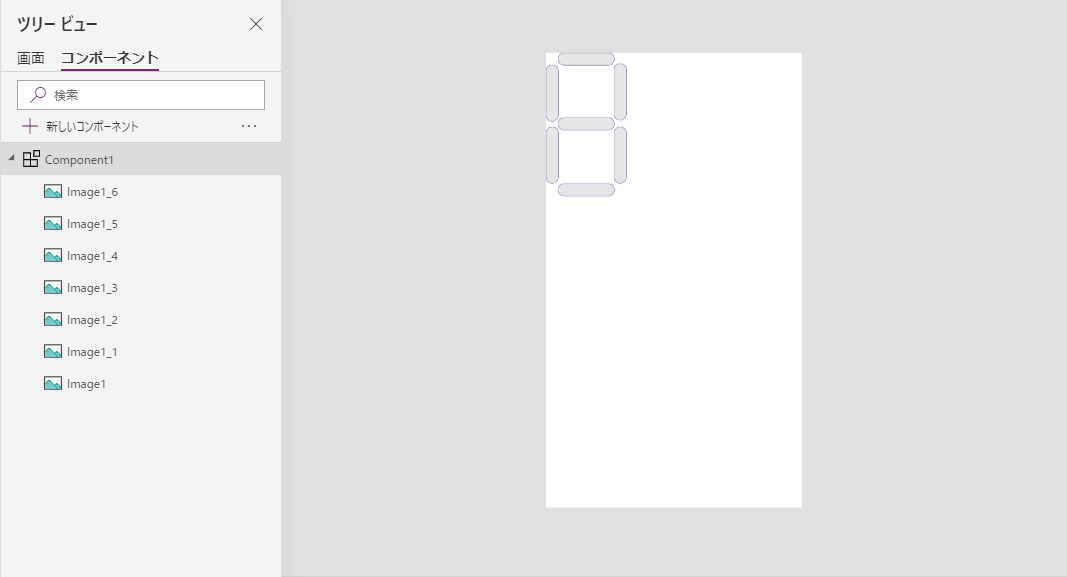 ツリー ビュー
画面 コンポーネント
検索
新しいコンポーネント
Component1
Image1_6
Image1_5
Image1_4
Image1_3
Image1_2
Image1_1
Image1